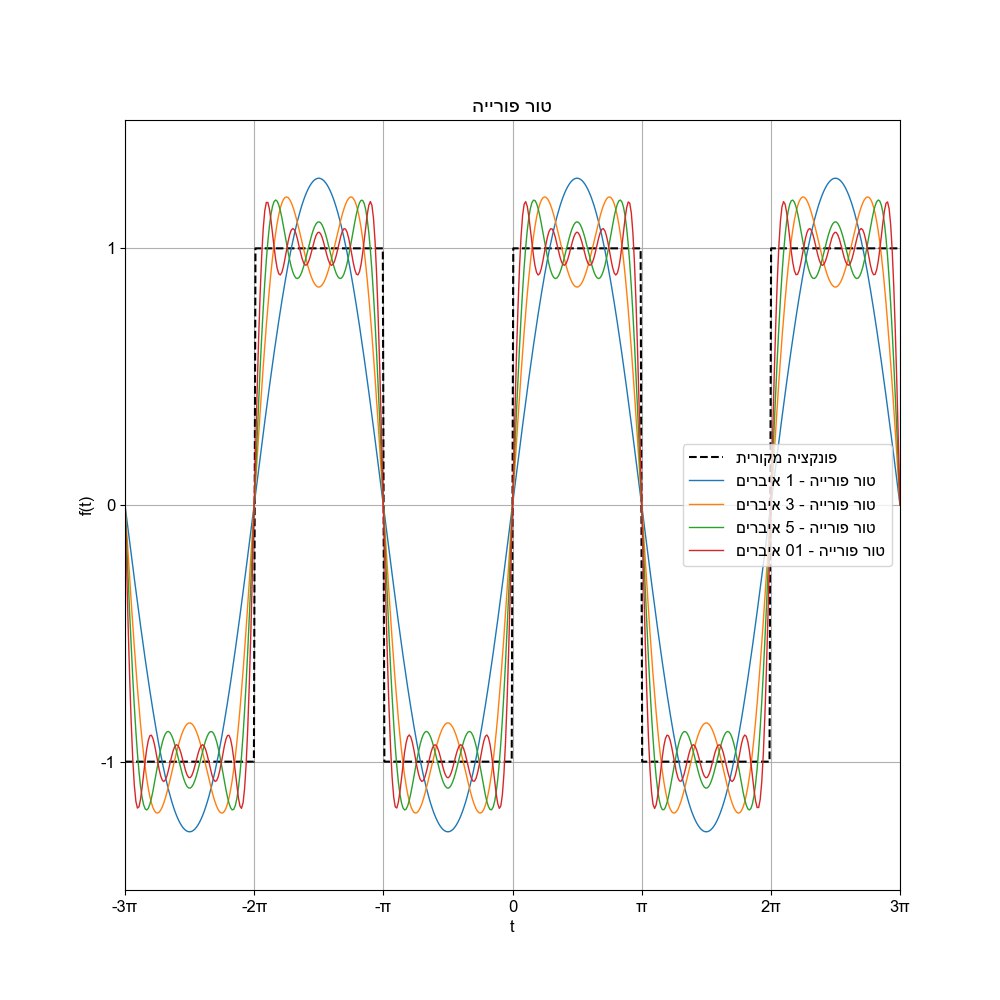 טור פורייה
f(t)
1
0
-1
פונקציה מקורית
טור פורייה - 1 איברים
טור פורייה - 3 איברים
טור פורייה - 5 איברים
טור פורייה - 01 איברים
-3π
-2π
-π
0
π
2π
3π
t